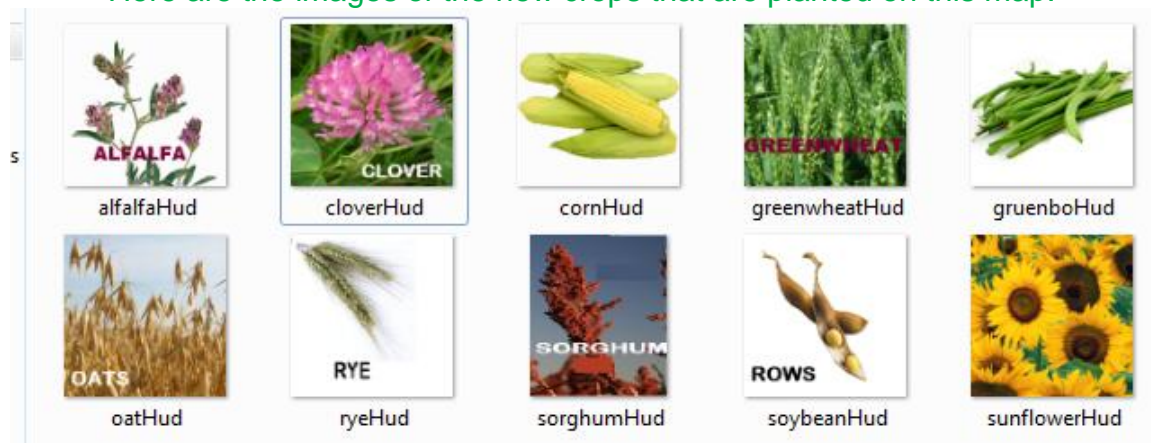 Here are the images of the new crops that are planted on this map.
s
ALFALFA
CLOVER
GREENWHEAT
alfalfaHud
cloverHud
cornHud
greenwheatHud
gruenboHud
OATS
RYE
SORGHUM
ROWS
oatHud
ryeHud
sorghumHud
soybeanHud
sunflowerHud